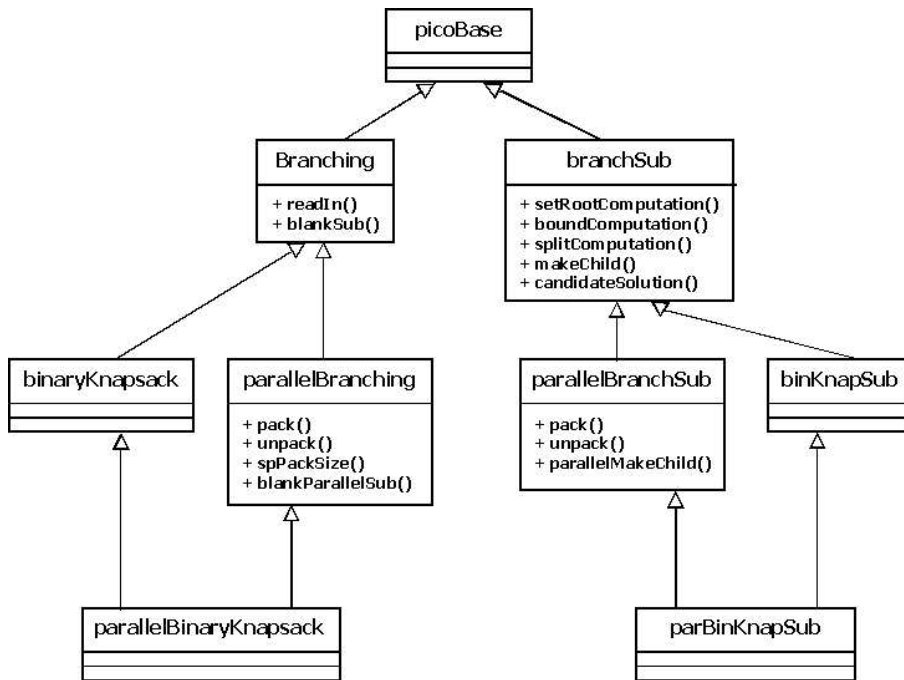 picoBase
Branching
+ readIn()
+ blankSub()
branchSub
+ setRootComputation()
+ boundComputation()
+ splitComputation()
+ makeChild()
+ candidateSolution()
binaryKnapsack
parallelBranching
+ pack()
+ unpack()
+ spPackSize()
+ blankParallelSub()
parallelBranchSub
+ pack()
+ unpack()
+ parallelMakeChild()
binKnapSub
parallelBinaryKnapsack
parBinKnapSub